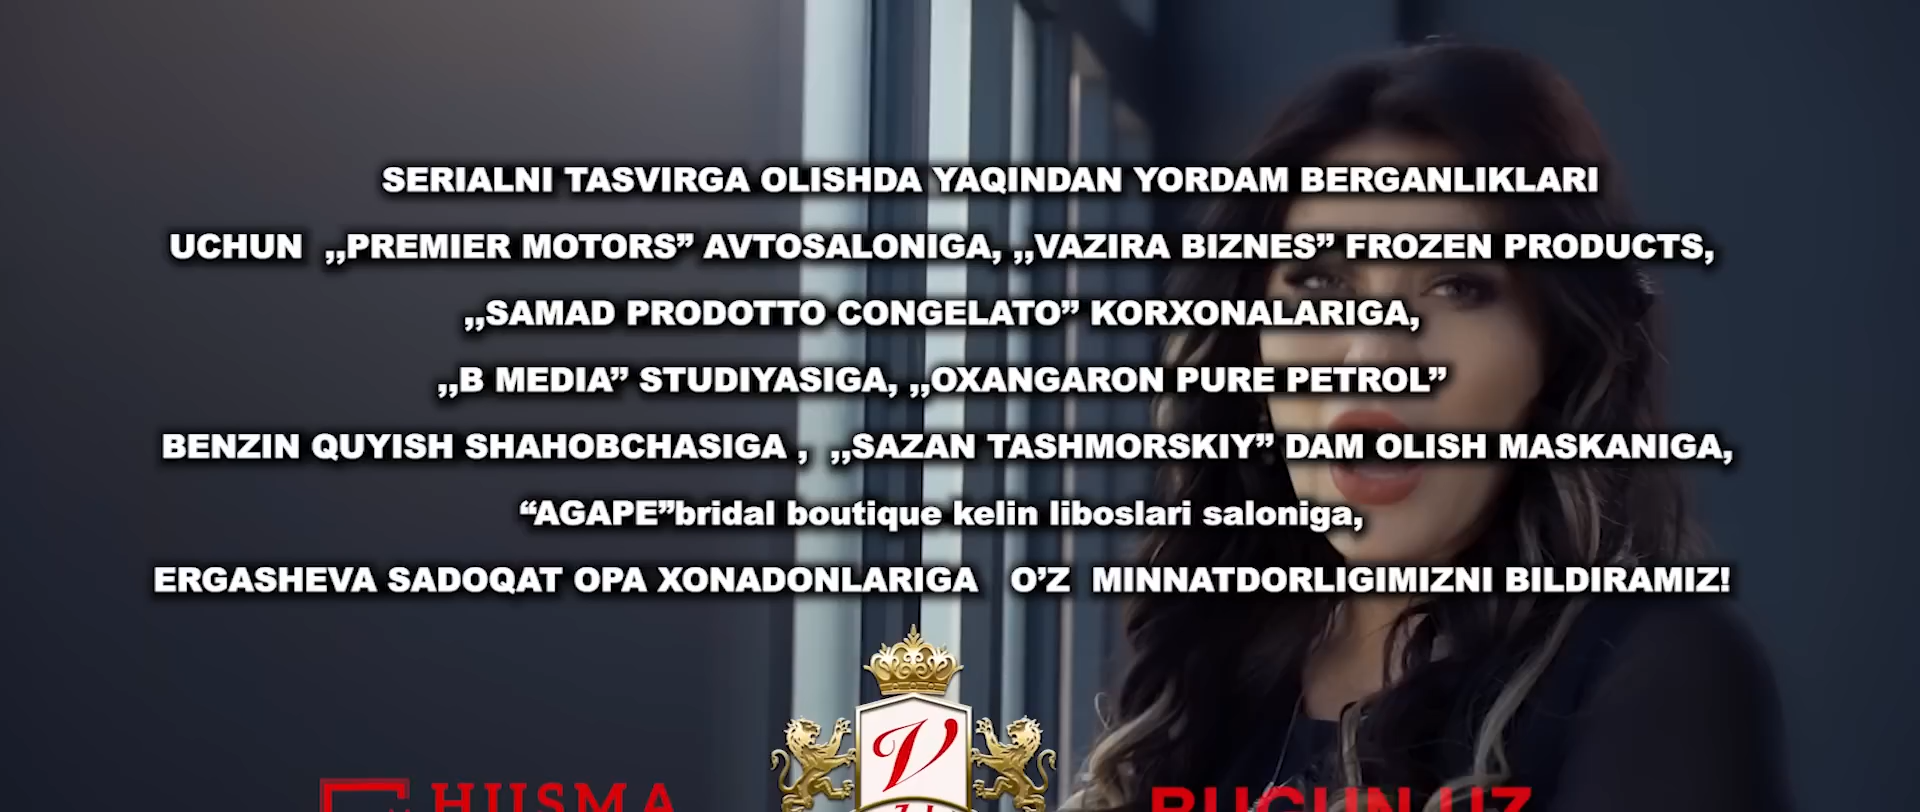 SERIALNI TASVIRGA OLISHDA YAQINDAN YORDAM BERGANLIKLARI
UCHUN ,,PREMIER MOTORS” AVTOSALONIGA, ,,VAZIRA BIZNES” FROZEN PRODUCTS,
,,SAMAD PRODOTTO CONGELATO” KORXONALARIGA,
,,B MEDIA” STUDIYASIGA, ,,OXANGARON PURE PETROL”
BENZIN QUYISH SHAHOBCHASIGA , ,,SAZAN TASHMORSKIY” DAM OLISH MASKANIGA,
“AGAPE”bridal boutique kelin liboslari saloniga,
ERGASHEVA SADOQAT OPA XONADONLARIGA O’Z MINNATDORLIGIMIZNI BILDIRAMIZ!
V